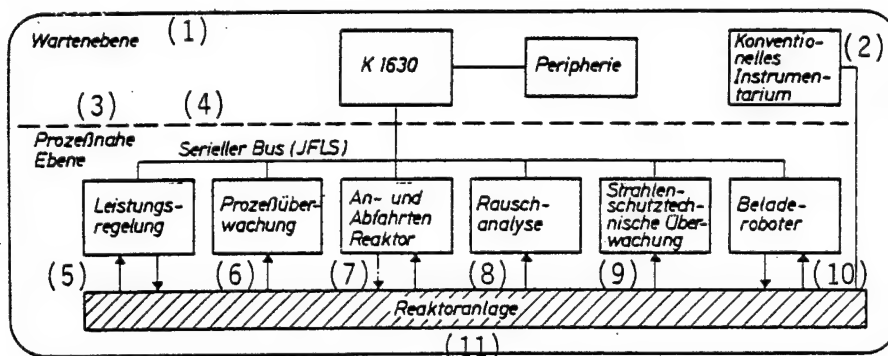 Wartenebene (1)
K 1630
Peripherie
Konventio-
nelles
Instrumen-
tarium
(2)
(3) (4)
Prozeßnahe
Ebene
Serieller Bus (JFLS)
Leistungs-
regelung
Prozeßüber-
wachung
An- und
Abfahrten
Reaktor
Rausch-
analyse
Strahlen-
schutztech-
nische Über-
wachung
Belade-
roboter
(5) (6) (7) (8) (9) (10)
Reaktoranlage
(11)